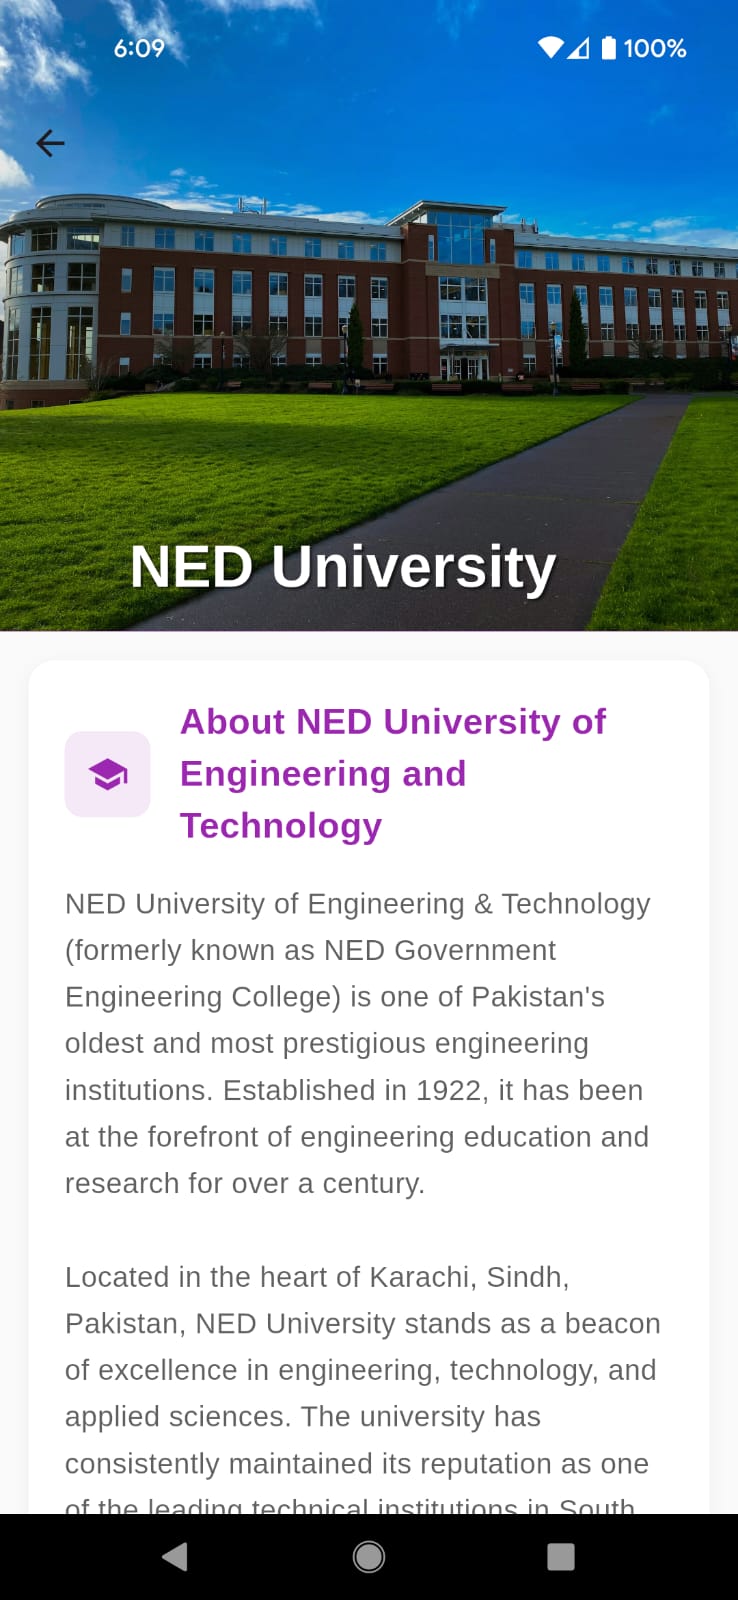 6:09
100%
NED University
About NED University of
Engineering and
Technology
NED University of Engineering & Technology
(formerly known as NED Government
Engineering College) is one of Pakistan's
oldest and most prestigious engineering
institutions. Established in 1922, it has been
at the forefront of engineering education and
research for over a century.
Located in the heart of Karachi, Sindh,
Pakistan, NED University stands as a beacon
of excellence in engineering, technology, and
applied sciences. The university has
consistently maintained its reputation as one
of the leading technical institutions in South